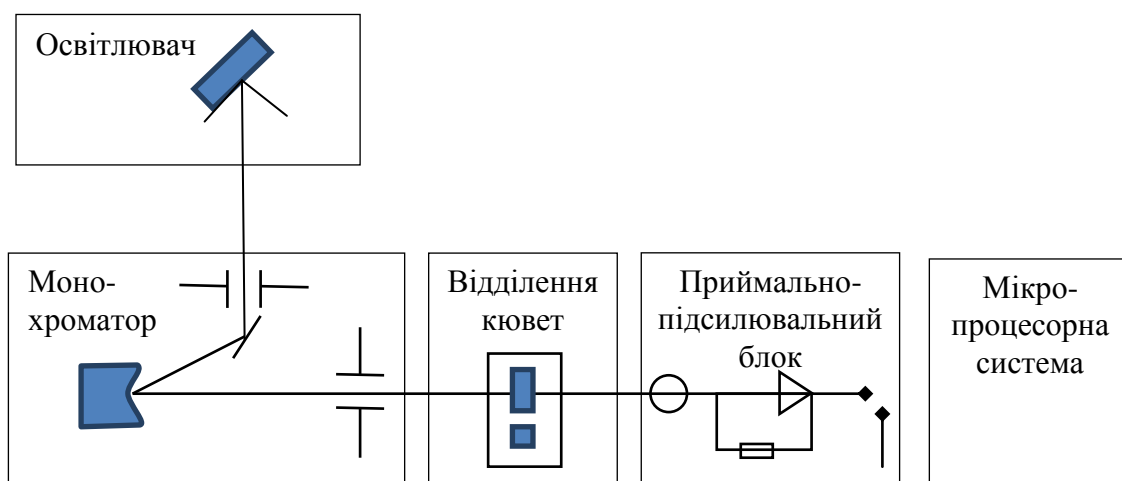 Освітлювач
Моно-
хроматор
Відділення
кювет
Приймально-
підсилювальний
блок
Мікро-
процесорна
система